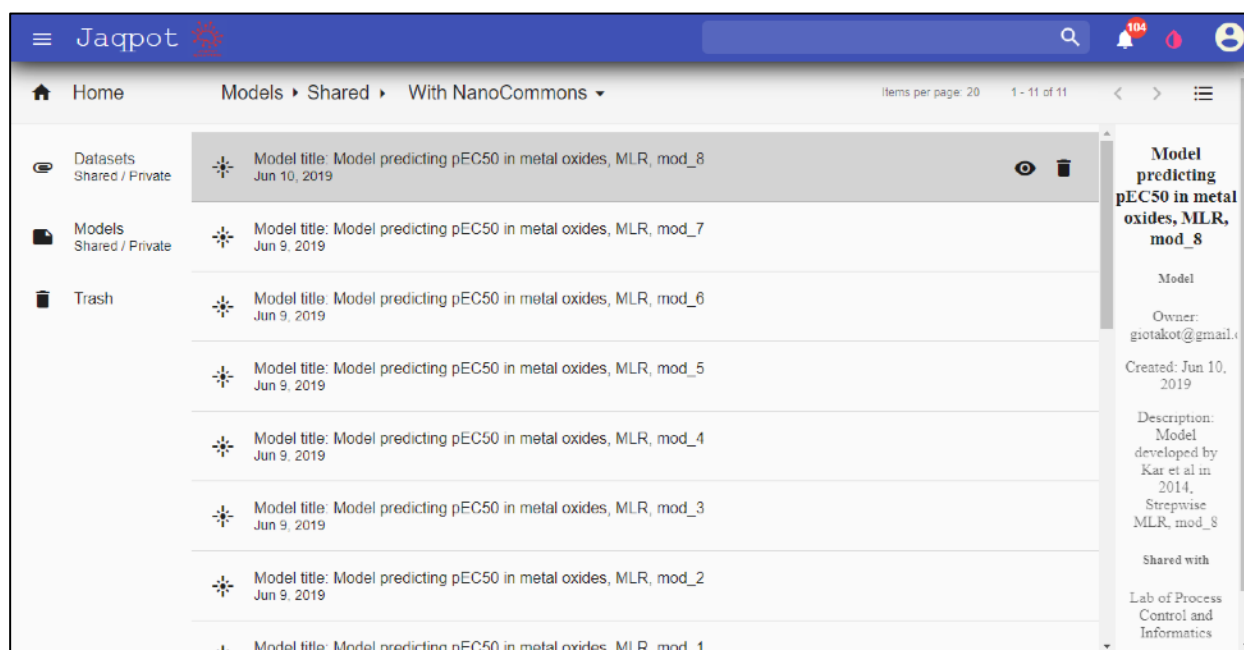 Jaqpot
104
Home
Models ▸ Shared ▸ With NanoCommons
Items per page: 20
1 - 11 of 11
Datasets
Shared / Private
Models
Shared / Private
Trash
Model title: Model predicting pEC50 in metal oxides, MLR, mod_8
Jun 10, 2019
Model title: Model predicting pEC50 in metal oxides, MLR, mod_7
Jun 9, 2019
Model title: Model predicting pEC50 in metal oxides, MLR, mod_6
Jun 9, 2019
Model title: Model predicting pEC50 in metal oxides, MLR, mod_5
Jun 9, 2019
Model title: Model predicting pEC50 in metal oxides, MLR, mod_4
Jun 9, 2019
Model title: Model predicting pEC50 in metal oxides, MLR, mod_3
Jun 9, 2019
Model title: Model predicting pEC50 in metal oxides, MLR, mod_2
Jun 9, 2019
Model title: Model predicting pEC50 in metal oxides, MLR, mod_1
Model
predicting
pEC50 in metal
oxides, MLR,
mod_8
Model
Owner:
giotakot@gmail.
Created: Jun 10,
2019
Description:
Model
developed by
Kar et al in
2014,
Strepwise
MLR, mod_8
Shared with
Lab of Process
Control and
Informatics